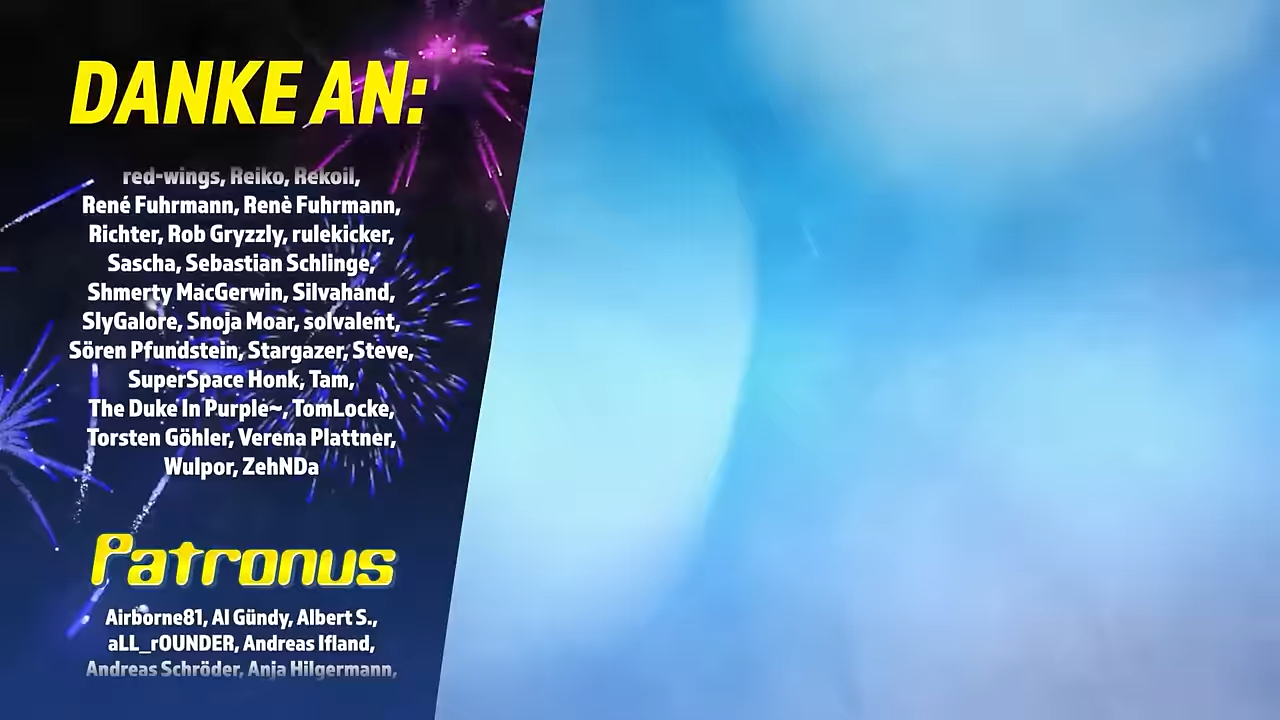 DANKE AN:
red-wings, Reiko, Rekoil,
René Fuhrmann, Renè Fuhrmann,
Richter, Rob Gryzzly, rulekicker,
Sascha, Sebastian Schlinge,
Shmerty MacGerwin, Silvahand,
SlyGalore, Snoja Moar, solvalent,
Sören Pfundstein, Stargazer, Steve,
SuperSpace Honk, Tam,
The Duke In Purple~, TomLocke,
Torsten Göhler, Verena Plattner,
Wulpor, ZehNDa
Patronus
Airborne81, Al Gündy, Albert S.,
aLL_rOUNDER, Andreas Ifland,
Andreas Schröder, Anja Hilgermann,